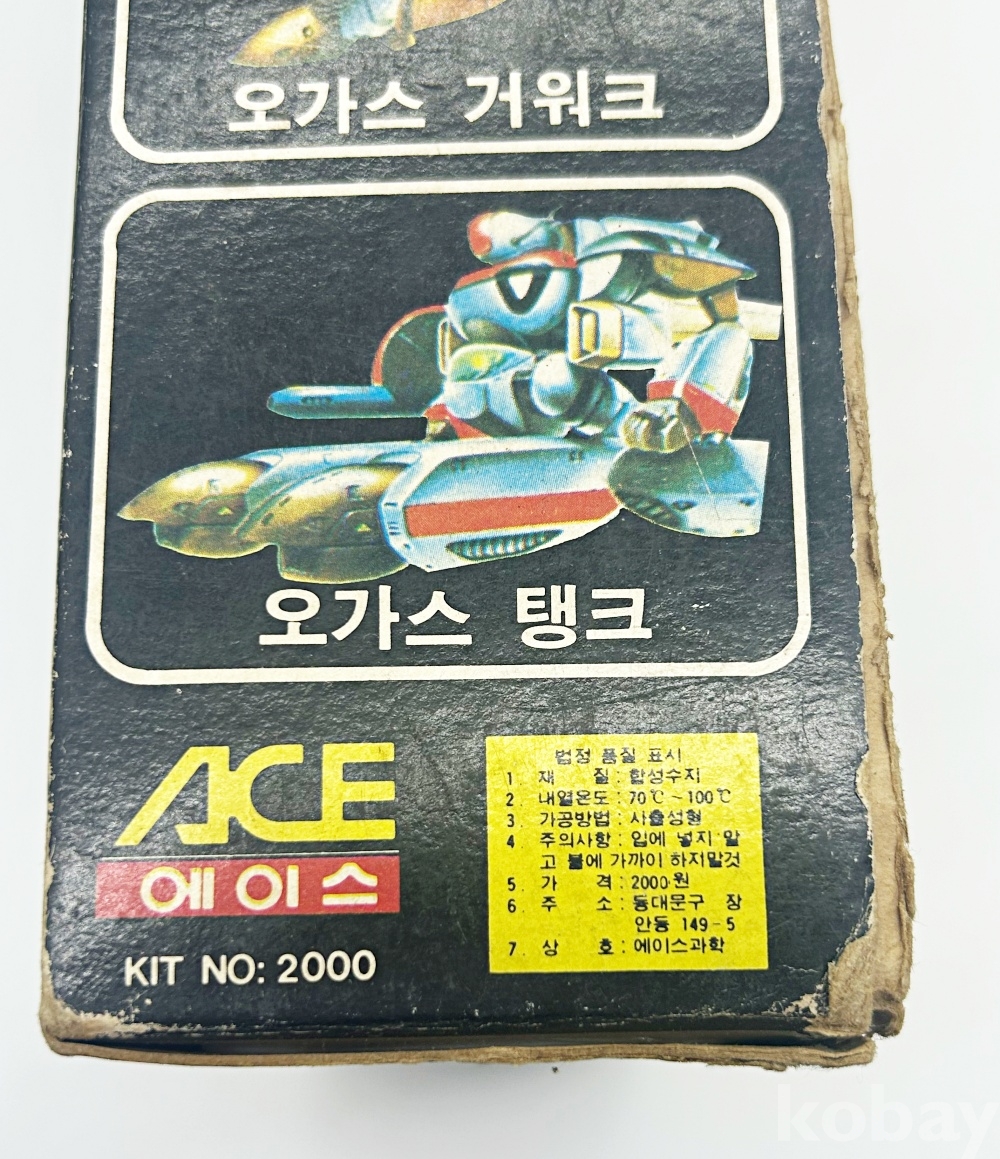 오가스 거워크
오가스 탱크
ACE
에이스
KIT NO: 2000
법정 품질 표시
1. 재 질 : 합성수지
2. 내열온도 : 70℃ ~ 100℃
3. 가공방법 : 사출성형
4. 주의사항 : 입에 넣지 말
고 불에 가까이 하지말것
5. 가 격 : 2000원
6. 주 소 : 동대문구 장
안동 149-5
7. 상 호 : 에이스과학
kobay